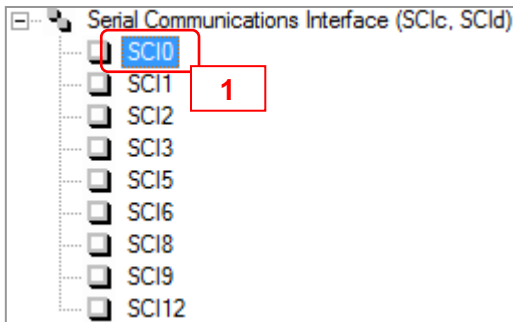 Serial Communications Interface (SCIc, SCId)
SCI0
SCI1
1
SCI2
SCI3
SCI5
SCI6
SCI8
SCI9
SCI12